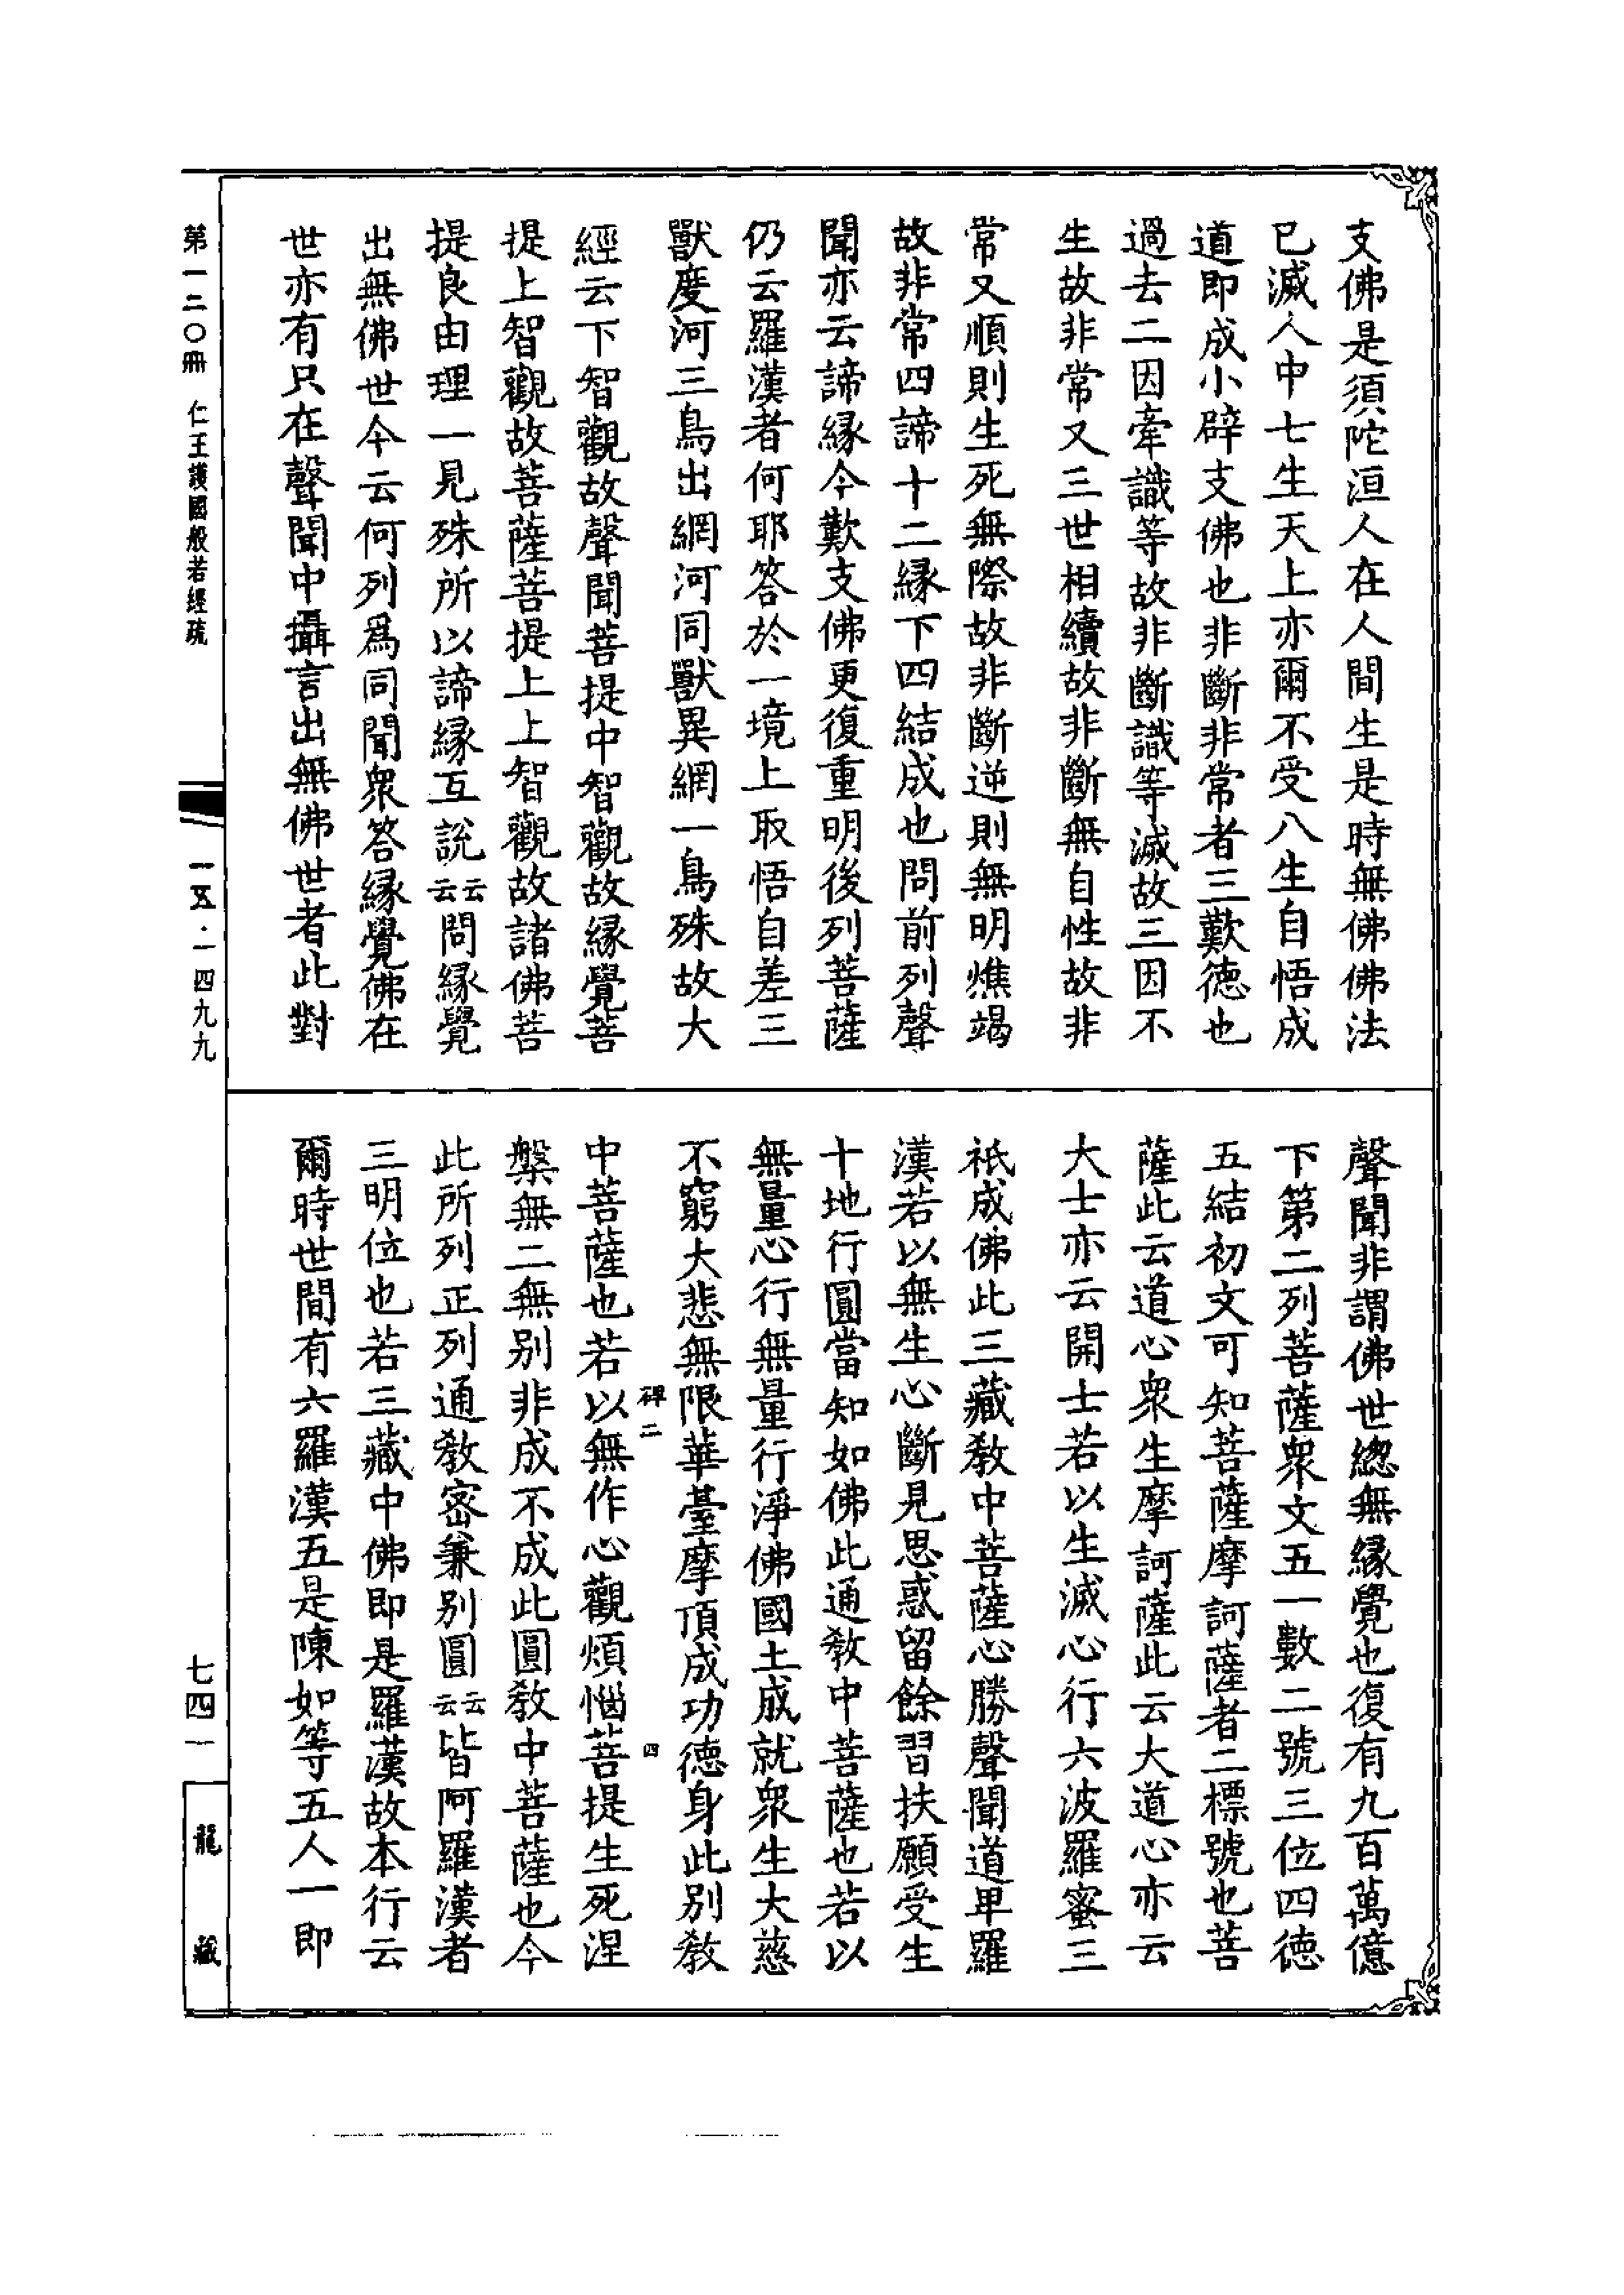 支佛是須陀洹人在人間生是時無佛佛法
已滅人中七生天上亦爾不受八生自悟成
道即成小辟支佛也非斷非常者三歎德也
過去二因牽識等故非斷識等滅故三因不
生故非常又三世相續故非斷無自性故非
常又順則生死無際故非斷逆則無明燋竭
故非常四諦十二緣下四結成也問前列聲
聞亦云諦緣今歎支佛更復重明後列菩薩
仍云羅漢者何耶答於一境上取悟自差三
獸度河三鳥出網河同獸異網一鳥殊故大
經云下智觀故聲聞菩提中智觀故緣覺菩
提上智觀故菩薩菩提上上智觀故諸佛菩
提良由理一見殊所以諦緣互說云云問緣覺
出無佛世今云何列爲同聞衆答緣覺佛在
世亦有只在聲聞中攝言出無佛世者此對
聲聞非謂佛世緫無緣覺也復有九百萬億
下第二列菩薩衆文五一數二號三位四德
五結初文可知菩薩摩訶薩者二標號也菩
薩此云道心衆生摩訶薩此云大道心亦云
大士亦云開士若以生滅心行六波羅蜜三
祇成佛此三藏教中菩薩心勝聲聞道卑羅
漢若以無生心斷見思惑留餘習扶願受生
十地行圓當知如佛此通教中菩薩也若以
無量心行無量行淨佛國土成就衆生大慈
不窮大悲無限華臺摩頂成功德身此別教
碑二 四
中菩薩也若以無作心觀煩惱菩提生死涅
槃無二無別非成不成此圓教中菩薩也今
此所列正列通教密兼別圓云云皆阿羅漢者
三明位也若三藏中佛即是羅漢故本行云
爾時世間有六羅漢五是陳如等五人一即
第一二〇冊 仁王護國般若經疏
一五·一四九九
七四一
龍藏